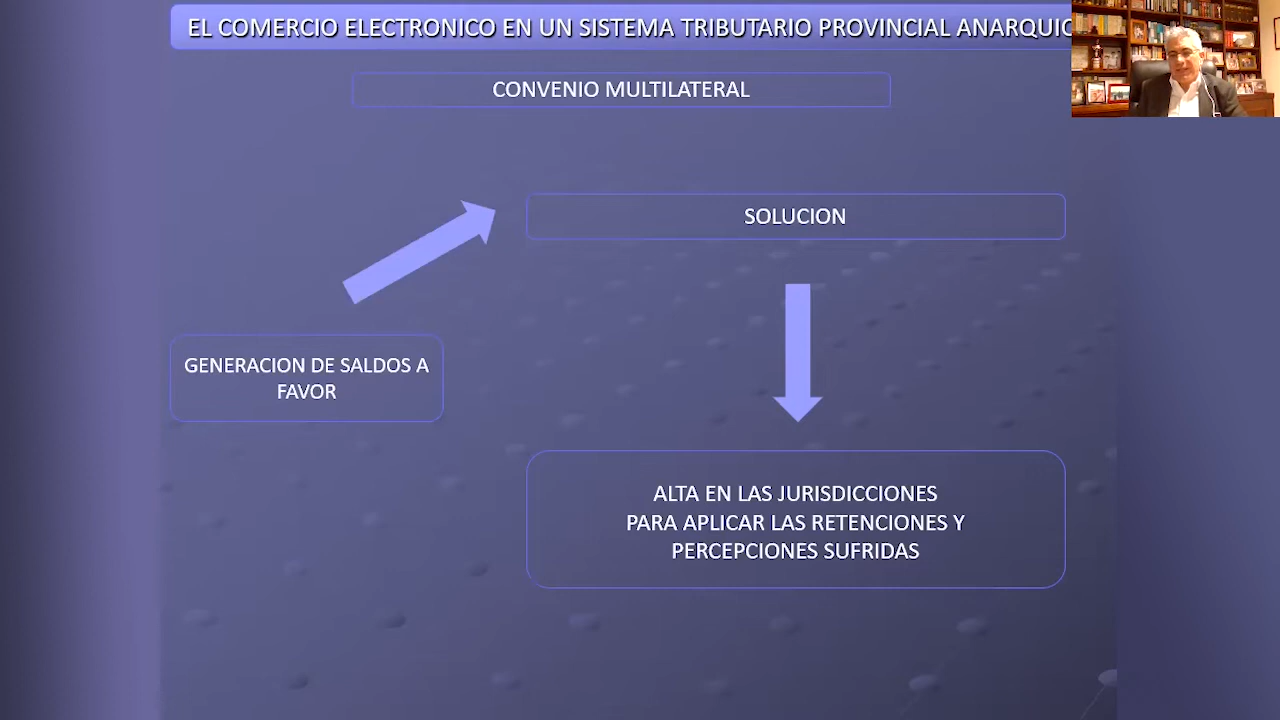 EL COMERCIO ELECTRONICO EN UN SISTEMA TRIBUTARIO PROVINCIAL
CONVENIO MULTILATERAL
SOLUCION
GENERACION DE SALDOS A
FAVOR
ALTA EN LAS JURISDICCIONES
PARA APLICAR LAS RETENCIONES Y
PERCEPCIONES SUFRIDAS